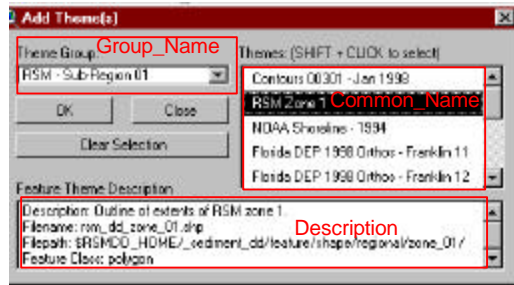 Add Theme(s)
Theme Group: Group_Name
RSM - Sub-Region 01
OK Close
Clear Selection
Themes: (SHIFT + CLICK to select)
Contours 00301 - Jan 1998
RSM Zone 1 Common_Name
NOAA Shoreline - 1994
Florida DEP 1998 Orthos - Franklin 11
Florida DEP 1998 Orthos - Franklin 12
Feature Theme Description
Description: Outline of extents of RSM zone 1.
Filename: rsm_dd_zone_01.shp
Description
Filepath: $RSMDD_HOME/_sediment_dd/feature/shape/regional/zone_01/
Feature Class: polygon